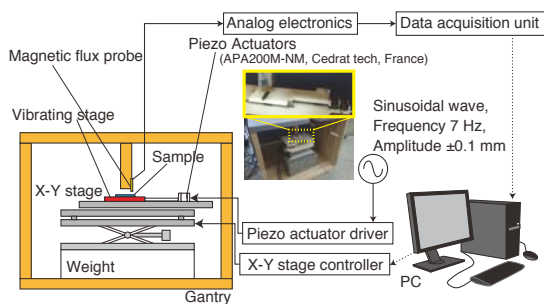 Analog electronics
Data acquisition unit
Piezo Actuators
(APA200M-NM, Cedrat tech, France)
Magnetic flux probe
Vibrating stage
Sample
X-Y stage
Sinusoidal wave,
Frequency 7 Hz,
Amplitude ±0.1 mm
Piezo actuator driver
X-Y stage controller
Weight
Gantry
PC